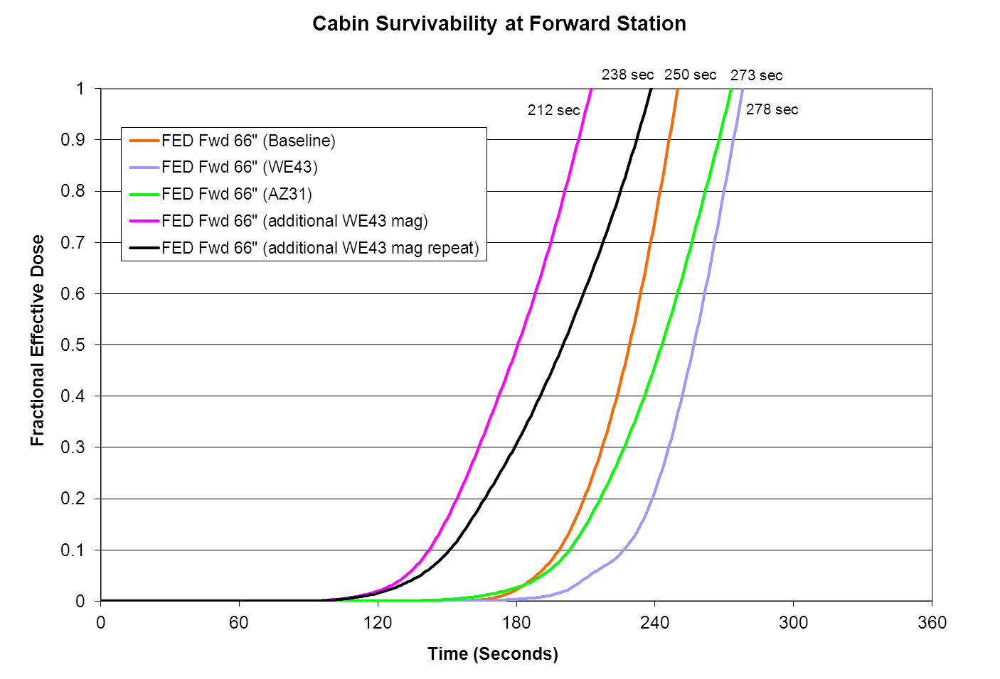 Cabin Survivability at Forward Station
238 sec 250 sec 273 sec
212 sec 278 sec
FED Fwd 66" (Baseline)
FED Fwd 66" (WE43)
FED Fwd 66" (AZ31)
FED Fwd 66" (additional WE43 mag)
FED Fwd 66" (additional WE43 mag repeat)
Fractional Effective Dose
1
0.9
0.8
0.7
0.6
0.5
0.4
0.3
0.2
0.1
0
0 60 120 180 240 300 360
Time (Seconds)